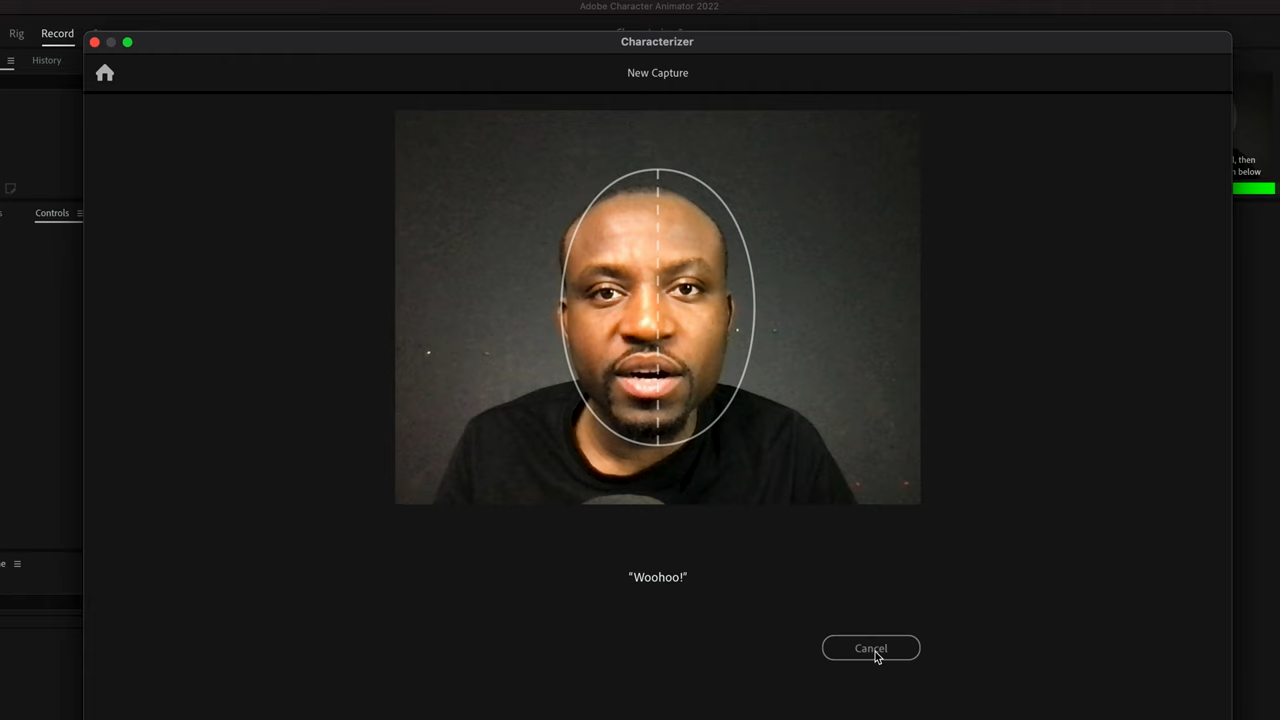 Adobe Character Animator 2022
Rig
Record
Characterizer
History
New Capture
then
below
Controls
"Woohoo!"
Cancel